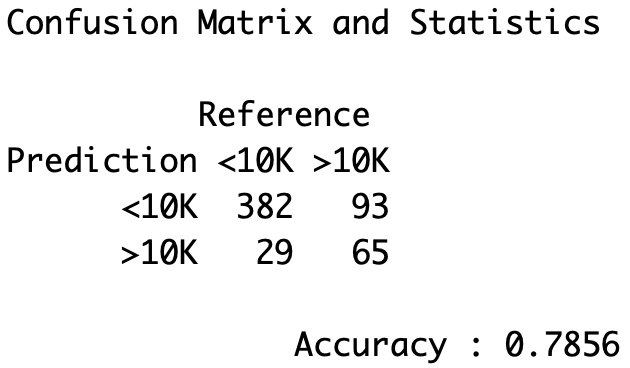 Confusion Matrix and Statistics
Reference
Prediction <10K >10K
<10K 382 93
>10K 29 65
Accuracy : 0.7856